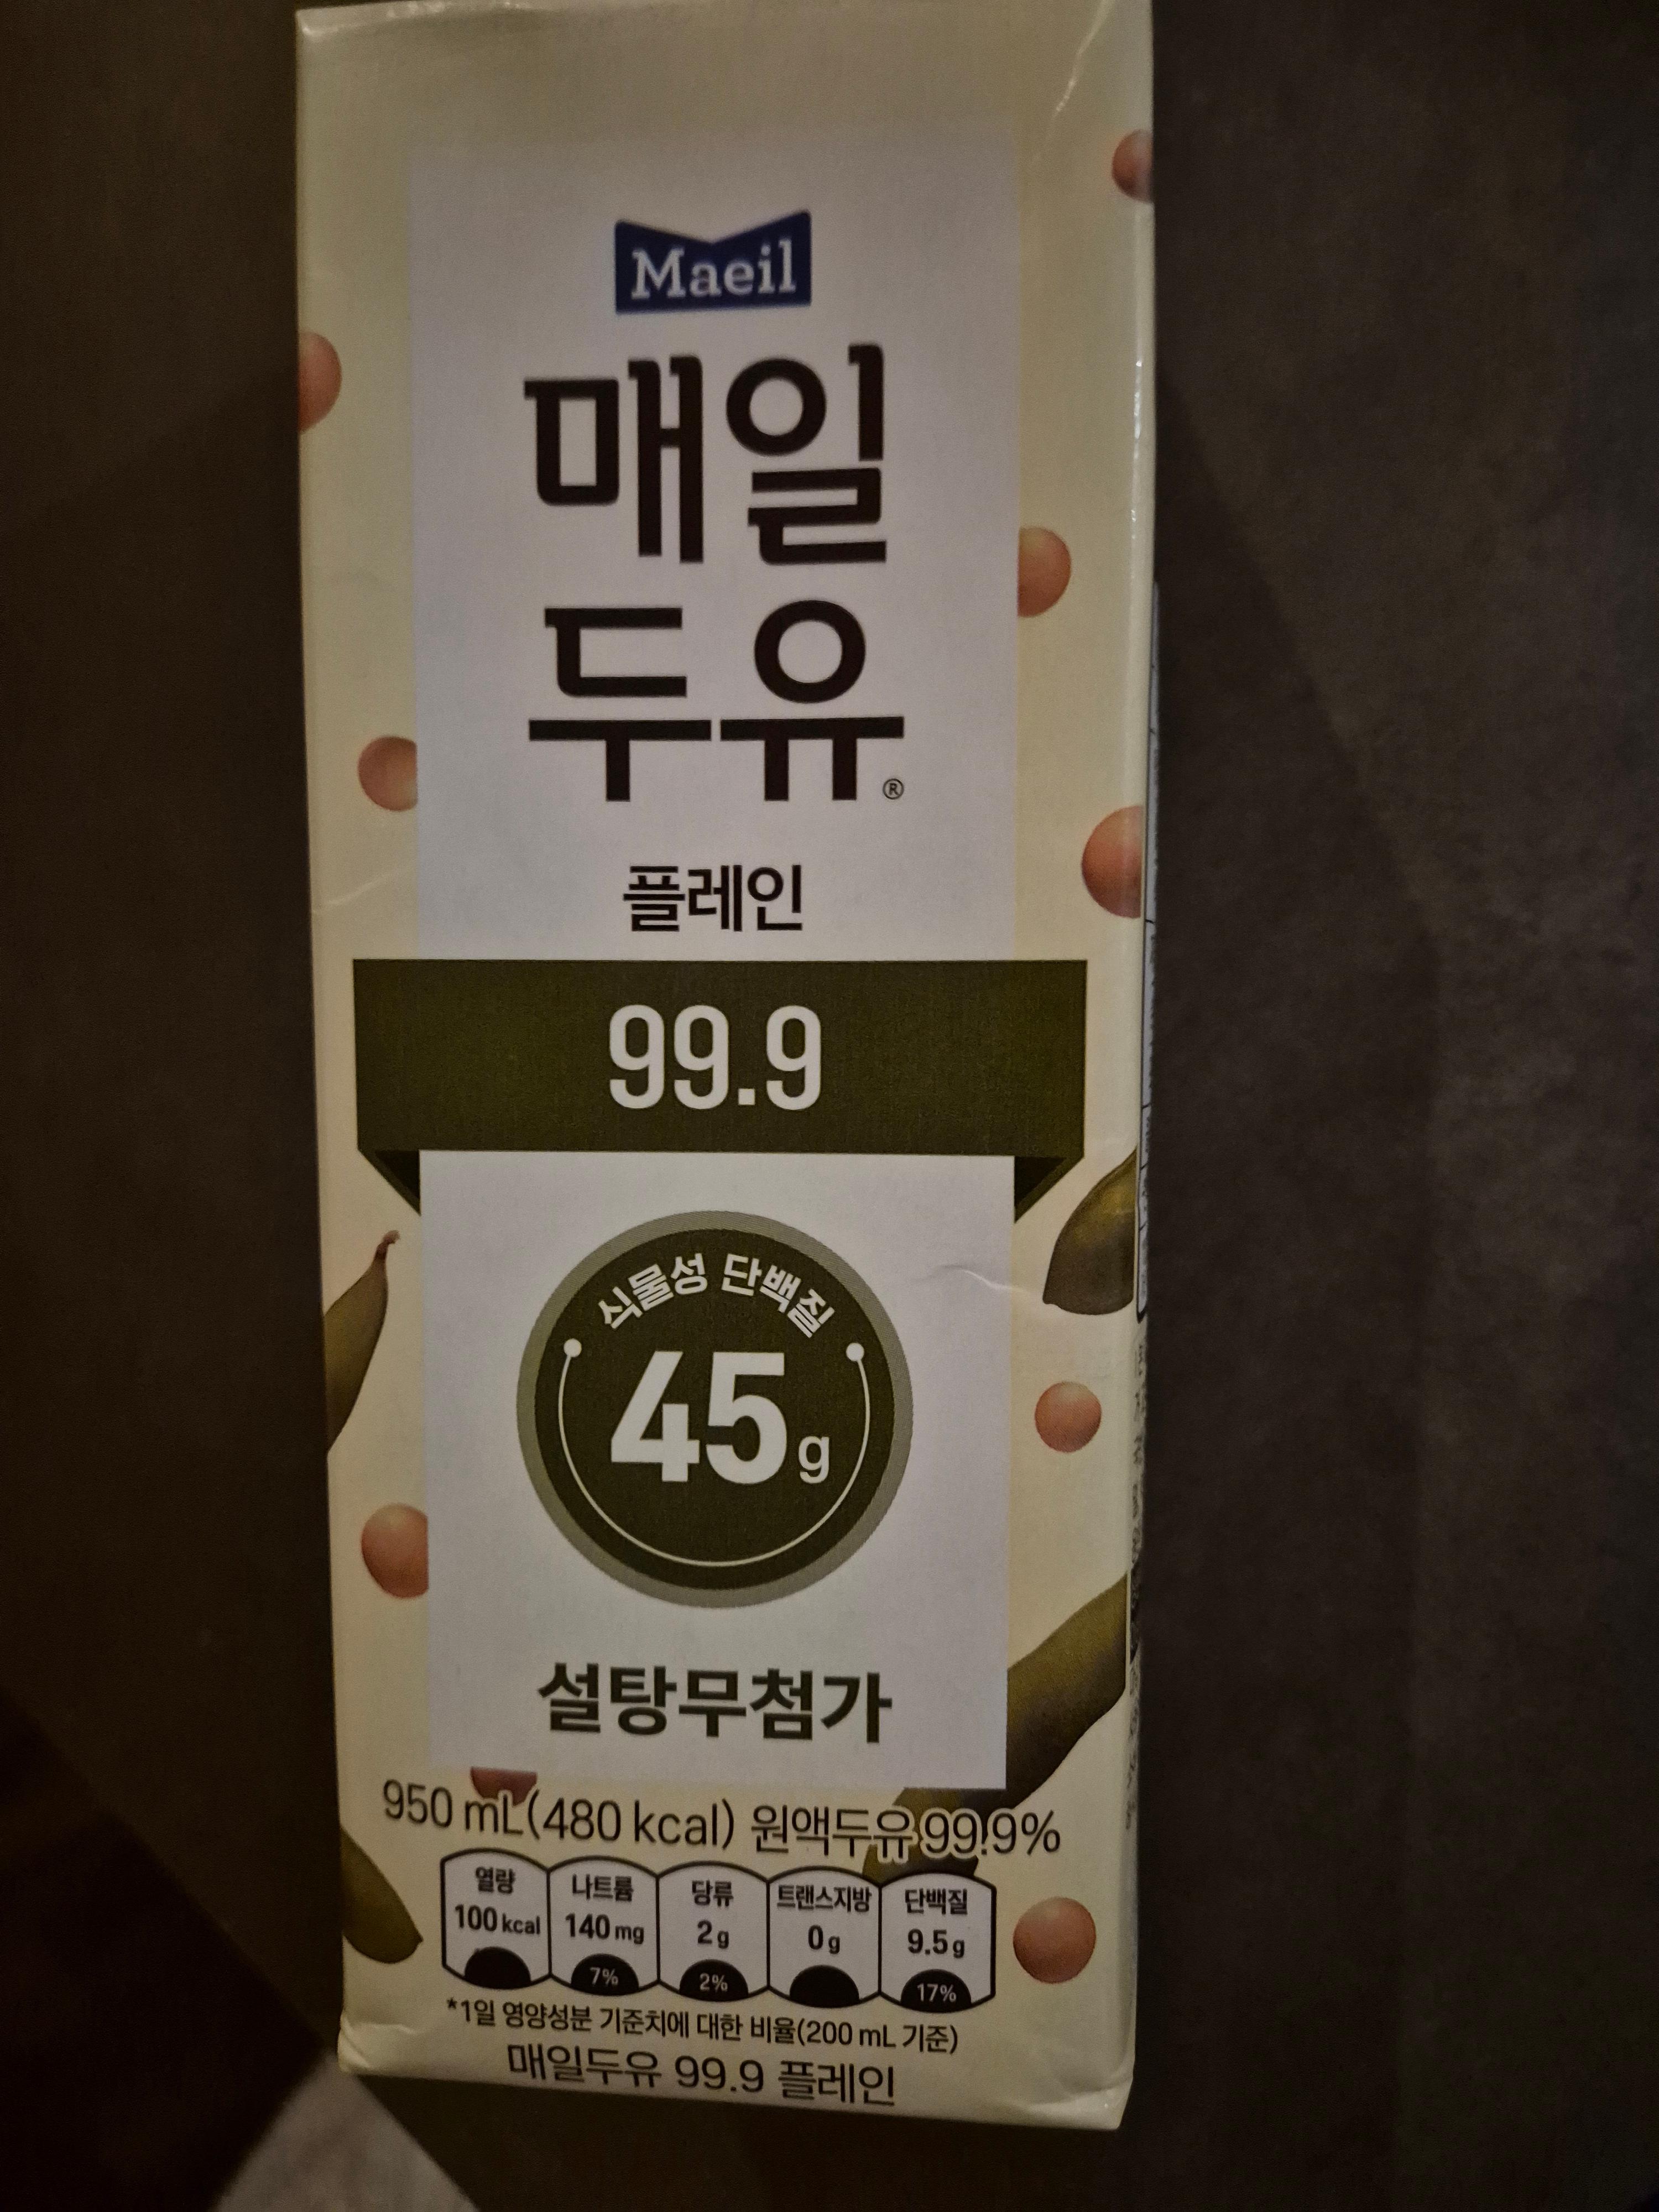 Maeil
매일
두유®
플레인
99.9
식물성 단백질
45g
설탕무첨가
950 mL(480 kcal) 원액두유 99.9%
열량 나트륨 당류 트랜스지방 단백질
100 kcal 140 mg 2 g 0 g 9.5 g
7% 2% 17%
*1일 영양성분 기준치에 대한 비율(200 mL 기준)
매일두유 99.9 플레인